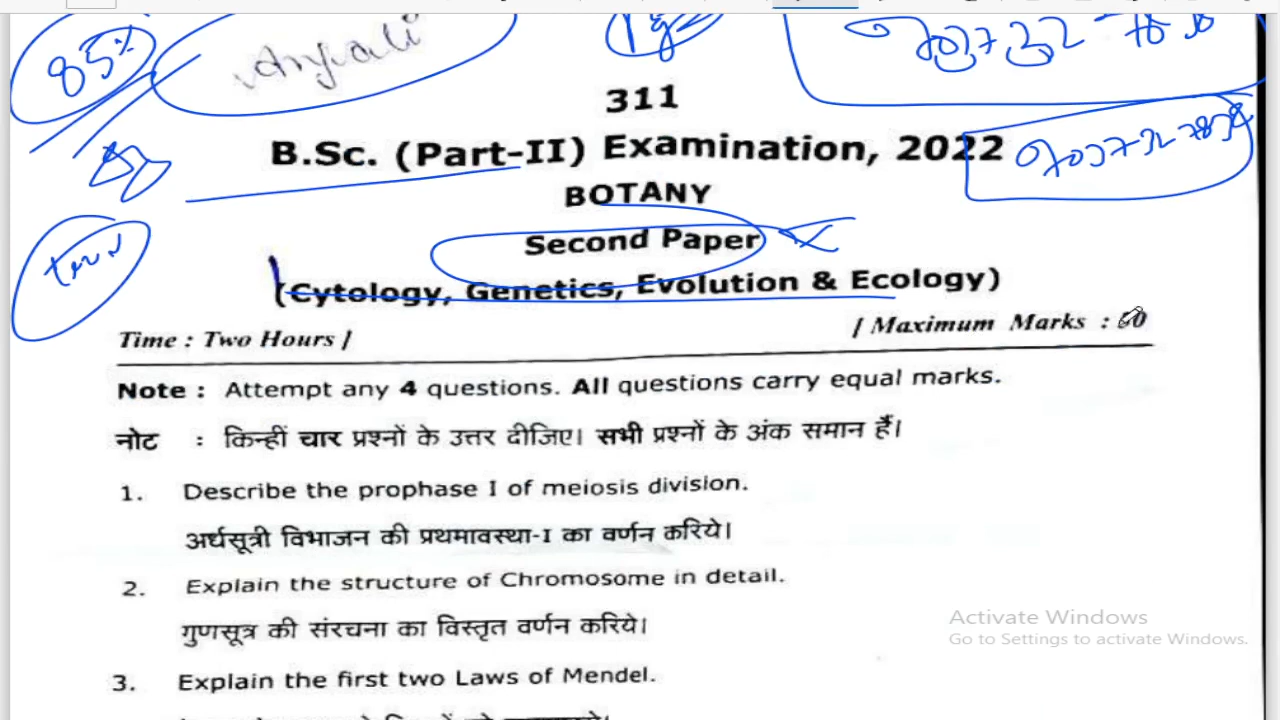 85%
311
B.Sc. (Part-II) Examination, 2022
BOTANY
Second Paper
(Cytology, Genetics, Evolution & Ecology)
Time : Two Hours ]
[ Maximum Marks : 50
Note : Attempt any 4 questions. All questions carry equal marks.
नोट : किन्हीं चार प्रश्नों के उत्तर दीजिए। सभी प्रश्नों के अंक समान हैं।
1. Describe the prophase I of meiosis division.
अर्धसूत्री विभाजन की प्रथमावस्था-I का वर्णन करिये।
2. Explain the structure of Chromosome in detail.
गुणसूत्र की संरचना का विस्तृत वर्णन करिये।
3. Explain the first two Laws of Mendel.
Activate Windows
Go to Settings to activate Windows.